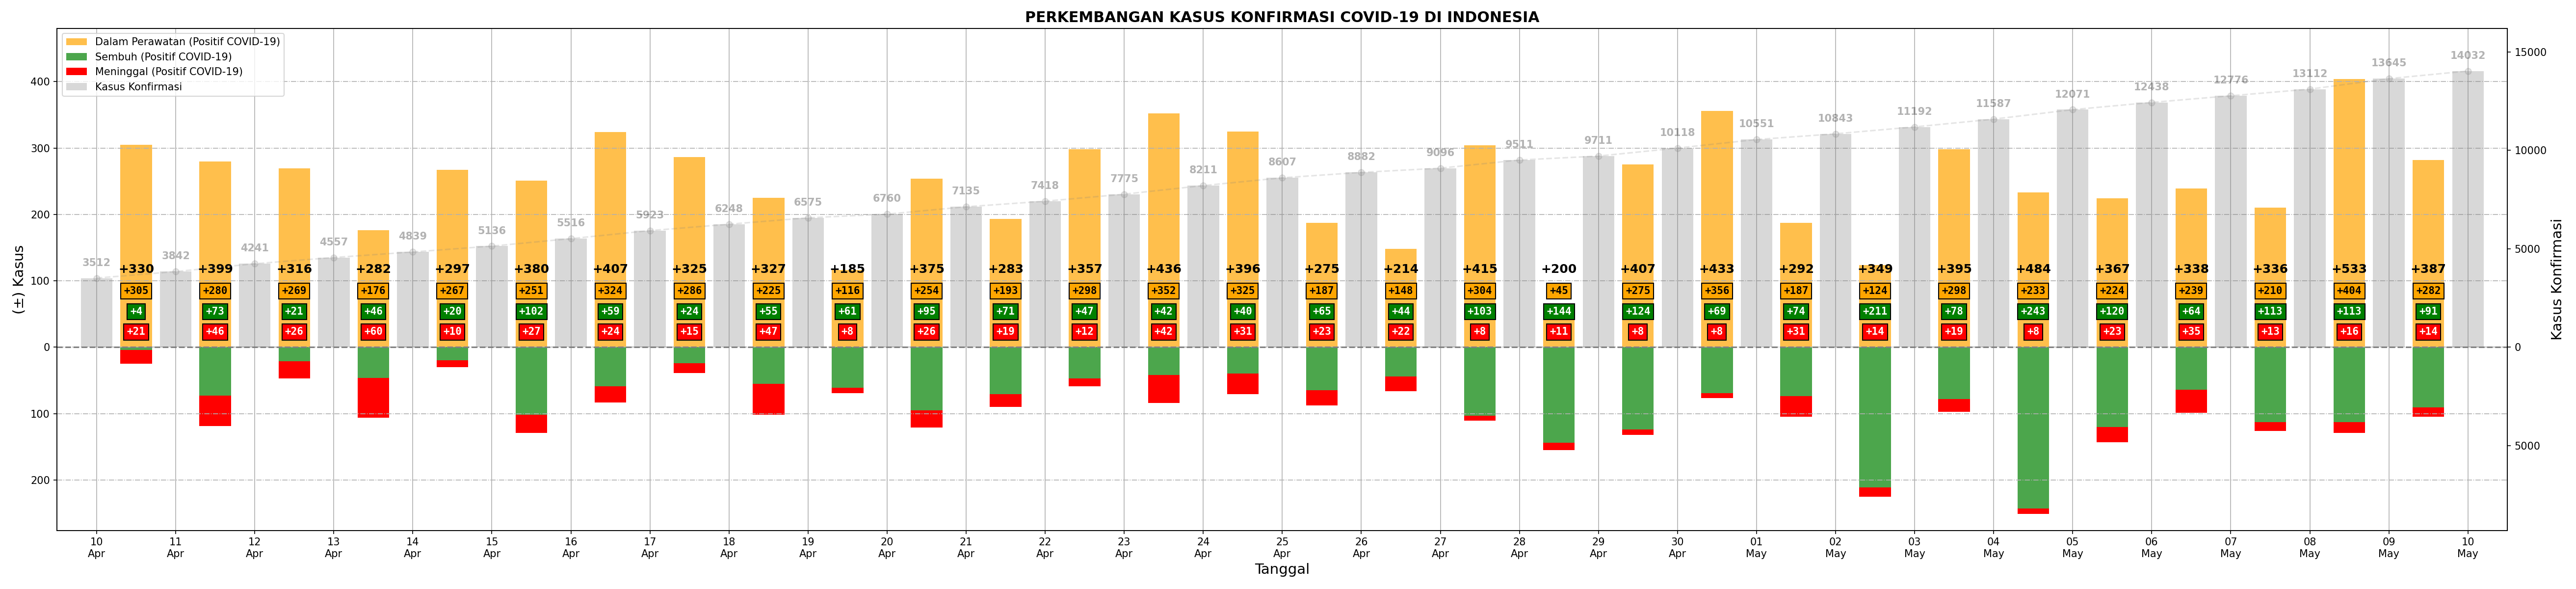 PERKEMBANGAN KASUS KONFIRMASI COVID-19 DI INDONESIA
Dalam Perawatan (Positif COVID-19)
Sembuh (Positif COVID-19)
Meninggal (Positif COVID-19)
Kasus Konfirmasi
(±) Kasus
400
300
200
100
0
100
200
15000
10000
5000
0
5000
Kasus Konfirmasi
3512 3842 4241 4557 4839 5136 5516 5923 6248 6575 6760 7135 7418 7775 8211 8607 8882 9096 9511 9711 10118 10551 10843 11192 11587 12071 12438 12776 13112 13645 14032
+330 +399 +316 +282 +297 +380 +407 +325 +327 +185 +375 +283 +357 +436 +396 +275 +214 +415 +200 +407 +433 +292 +349 +395 +484 +367 +338 +336 +533 +387
+305 +280 +269 +176 +267 +251 +324 +286 +225 +116 +254 +193 +298 +352 +325 +187 +148 +304 +45 +275 +356 +187 +124 +298 +233 +224 +239 +210 +404 +282
+4 +73 +21 +46 +20 +102 +59 +24 +55 +61 +95 +71 +47 +42 +40 +65 +44 +103 +144 +124 +69 +74 +211 +78 +243 +120 +64 +113 +113 +91
+21 +46 +26 +60 +10 +27 +24 +15 +47 +8 +26 +19 +12 +42 +31 +23 +22 +8 +11 +8 +8 +31 +14 +19 +8 +23 +35 +13 +16 +14
10 11 12 13 14 15 16 17 18 19 20 21 22 23 24 25 26 27 28 29 30 01 02 03 04 05 06 07 08 09 10
Apr Apr Apr Apr Apr Apr Apr Apr Apr Apr Apr Apr Apr Apr Apr Apr Apr Apr Apr Apr Apr May May May May May May May May May May
Tanggal